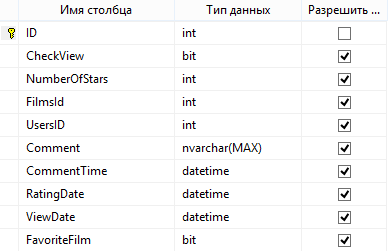 Имя столбца Тип данных Разрешить ...
ID int
CheckView bit
NumberOfStars int
FilmsId int
UsersID int
Comment nvarchar(MAX)
CommentTime datetime
RatingDate datetime
ViewDate datetime
FavoriteFilm bit